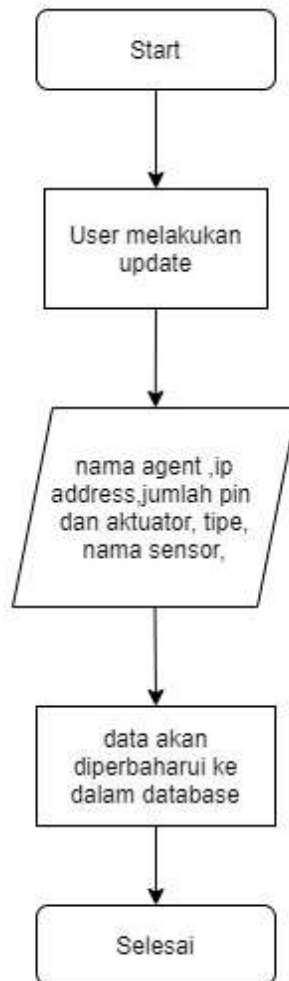 Start
User melakukan
update
nama agent ,ip
address,jumlah pin
dan aktuator, tipe,
nama sensor,
data akan
diperbaharui ke
dalam database
Selesai